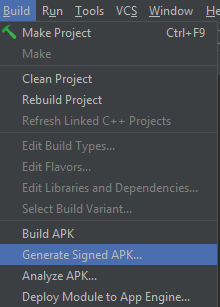 Build Run Tools VCS Window He
Make Project Ctrl+F9
Make
Clean Project
Rebuild Project
Refresh Linked C++ Projects
Edit Build Types...
Edit Flavors...
Edit Libraries and Dependencies...
Select Build Variant...
Build APK
Generate Signed APK...
Analyze APK...
Deploy Module to App Engine...